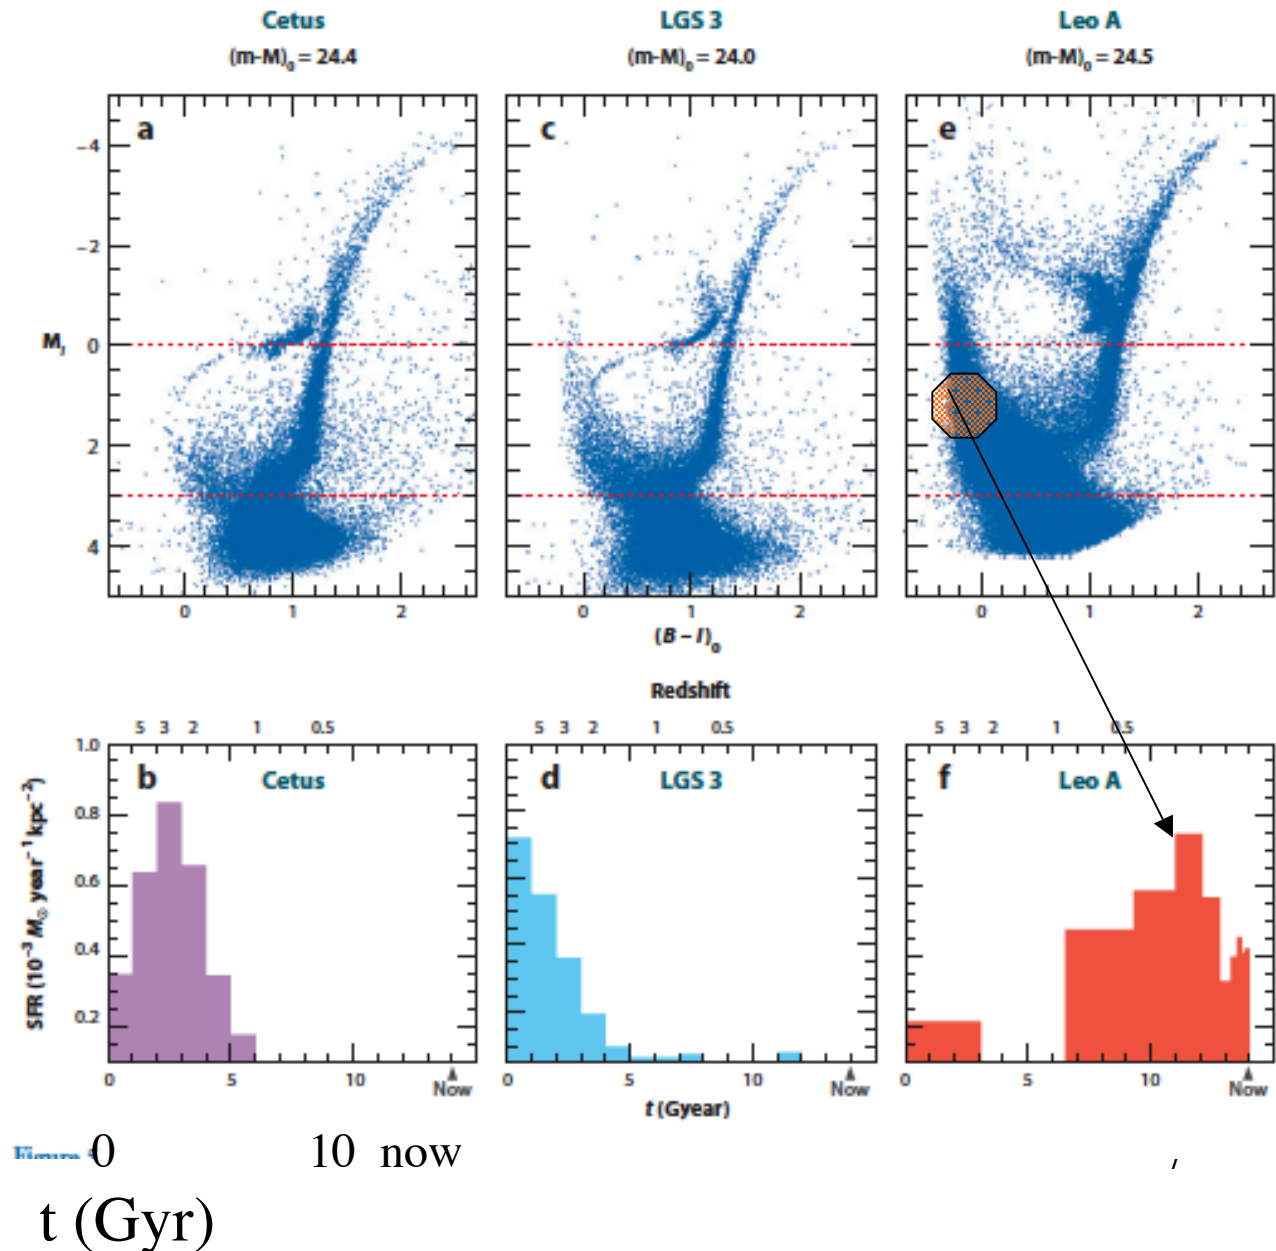 Cetus LGS 3 Leo A
(m-M)₀ = 24.4 (m-M)₀ = 24.0 (m-M)₀ = 24.5
a c e
−4
−2
M_I 0
2
4
0 1 2 0 1 2 0 1 2
(B – I)₀
Redshift
5 3 2 1 0.5 5 3 2 1 0.5 5 3 2 1 0.5
b Cetus d LGS 3 f Leo A
SFR (10⁻³ M☉ year⁻¹ kpc⁻²)
1.0
0.8
0.6
0.4
0.2
0 5 10 Now 0 5 10 Now 0 5 10 Now
t (Gyear)
Figure 0 10 now
t (Gyr)